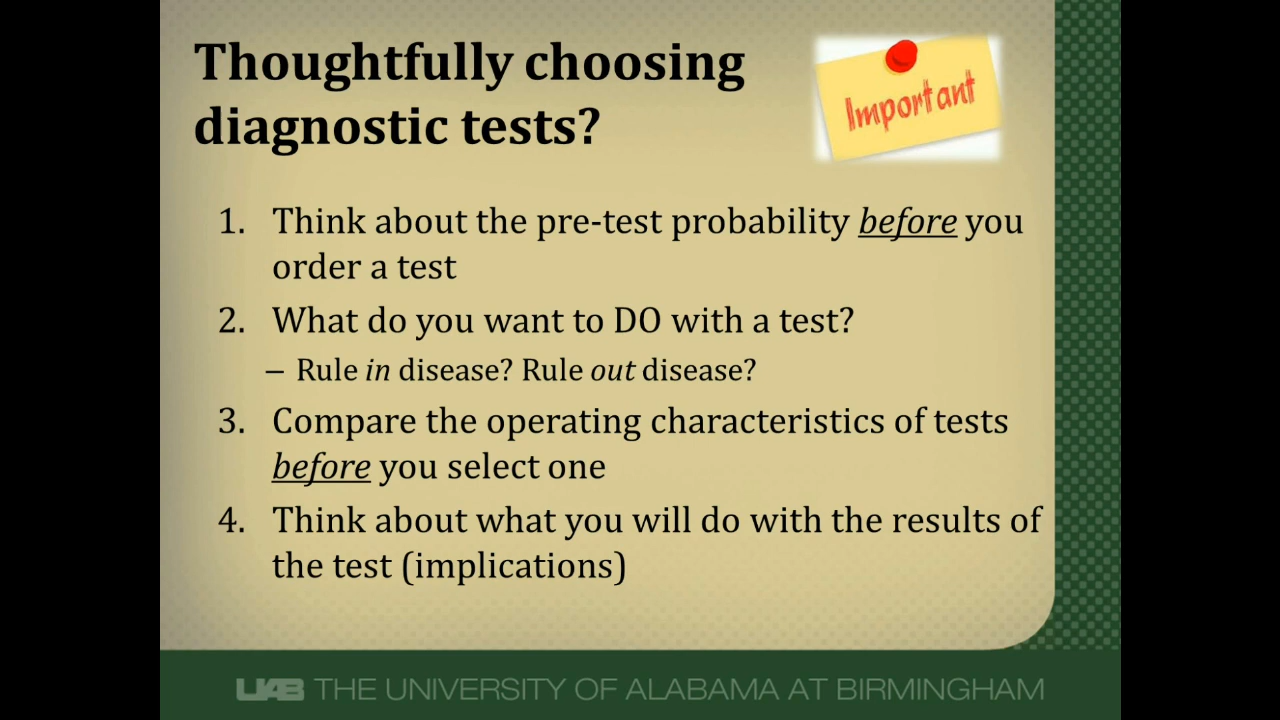 Thoughtfully choosing
diagnostic tests?
Important
1. Think about the pre-test probability before you
order a test
2. What do you want to DO with a test?
– Rule in disease? Rule out disease?
3. Compare the operating characteristics of tests
before you select one
4. Think about what you will do with the results of
the test (implications)
UAB THE UNIVERSITY OF ALABAMA AT BIRMINGHAM